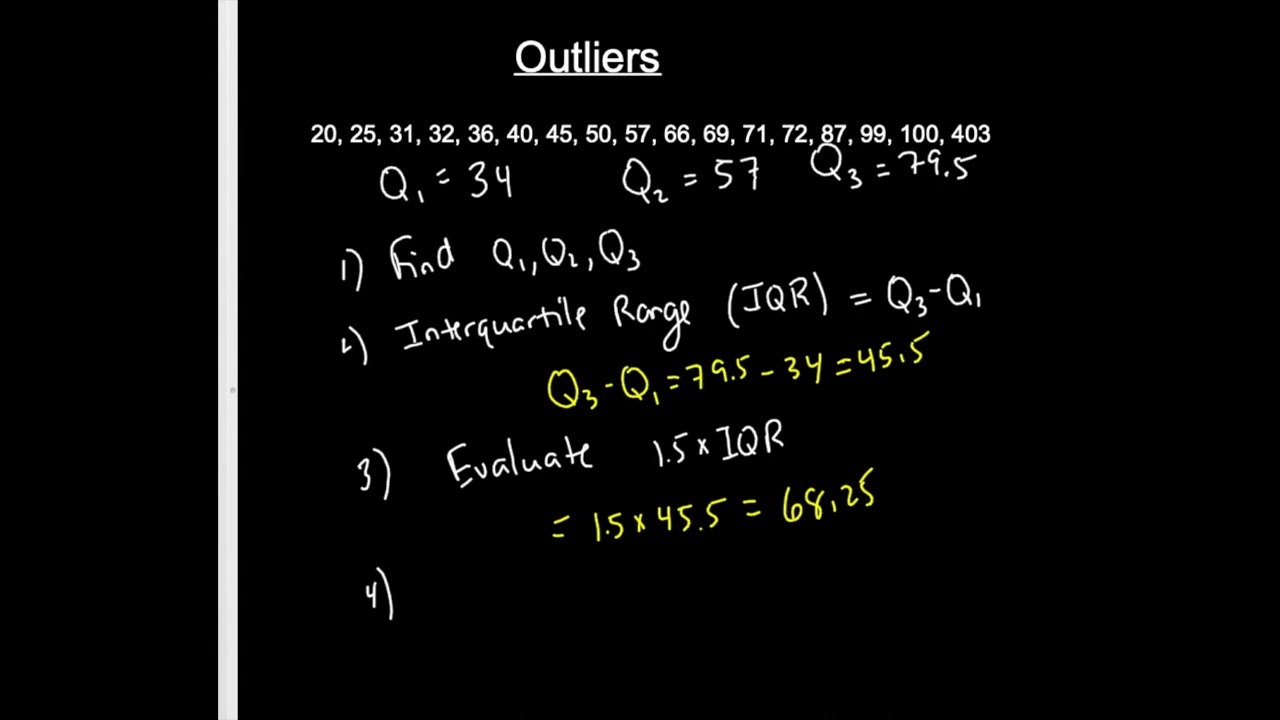 Outliers
20, 25, 31, 32, 36, 40, 45, 50, 57, 66, 69, 71, 72, 87, 99, 100, 403
Q₁ = 34 Q₂ = 57 Q₃ = 79.5
1) Find Q₁, Q₂, Q₃
2) Interquartile Range (IQR) = Q₃-Q₁
Q₃-Q₁ = 79.5 - 34 = 45.5
3) Evaluate 1.5 × IQR
= 1.5 × 45.5 = 68.25
4)